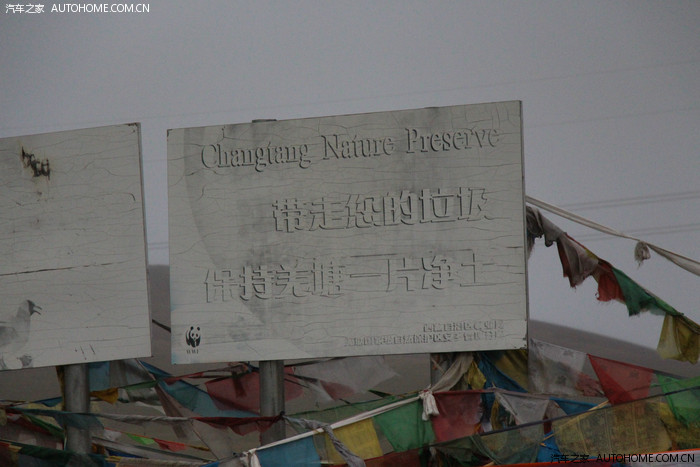 汽车之家 AUTOHOME.COM.CN
Changtang Nature Preserve
带走您的垃圾
保持羌塘一片净土
WWF
汽车之家 AUTOHOME.COM.CN